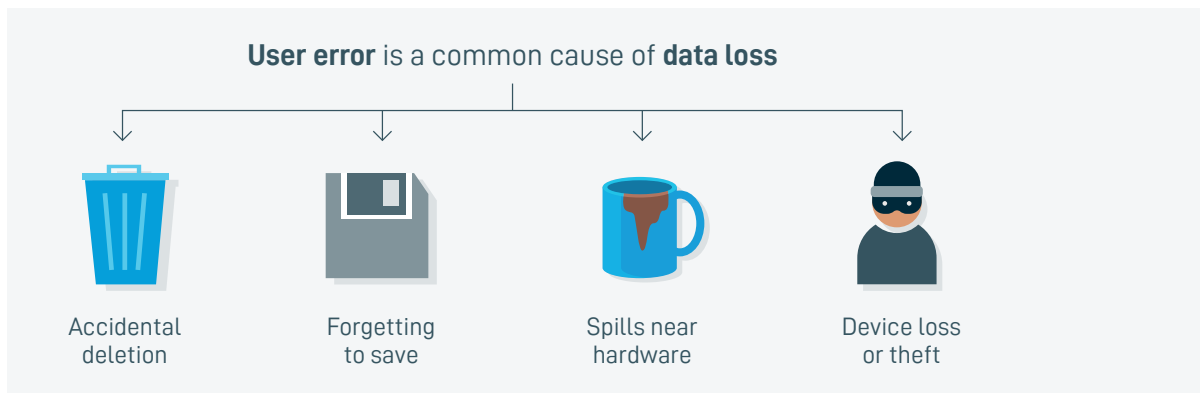 User error is a common cause of data loss
Accidental
deletion
Forgetting
to save
Spills near
hardware
Device loss
or theft